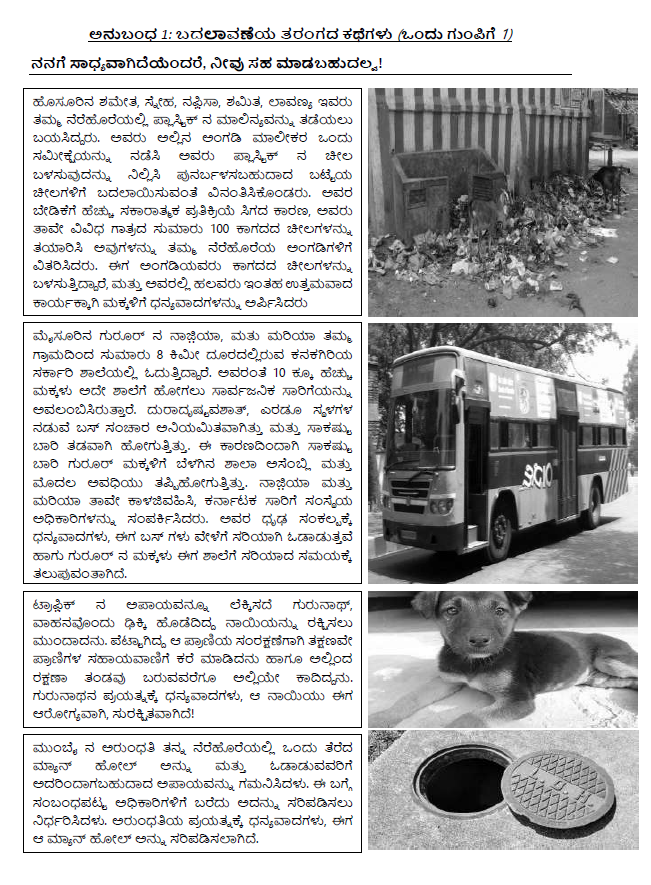 ಅನುಬಂಧ 1: ಬದಲಾವಣೆಯ ತರಂಗದ ಕಥೆಗಳು (ಒಂದು ಗುಂಪಿಗೆ 1)
ನನಗೆ ಸಾಧ್ಯವಾಗಿದೆಯೆಂದರೆ, ನೀವು ಸಹ ಮಾಡಬಹುದಲ್ವ!
ಹೊಸೂರಿನ ಶಮೇತ, ಸ್ನೇಹ, ನಫಿಸಾ, ಶಮಿತ, ಲಾವಣ್ಯ ಇವರು
ತಮ್ಮ ನೆರೆಹೊರೆಯಲ್ಲಿ ಪ್ಲಾಸ್ಟಿಕ್ ನ ಮಾಲಿನ್ಯವನ್ನು ತಡೆಯಲು
ಬಯಸಿದ್ದರು. ಅವರು ಅಲ್ಲಿನ ಅಂಗಡಿ ಮಾಲೀಕರ ಒಂದು
ಸಮೀಕ್ಷೆಯನ್ನು ನಡೆಸಿ ಅವರು ಪ್ಲಾಸ್ಟಿಕ್ ನ ಚೀಲ
ಬಳಸುವುದನ್ನು ನಿಲ್ಲಿಸಿ ಪುನರ್ಬಳಸಬಹುದಾದ ಬಟ್ಟೆಯ
ಚೀಲಗಳಿಗೆ ಬದಲಾಯಿಸುವಂತೆ ವಿನಂತಿಸಿಕೊಂಡರು. ಅವರ
ಬೇಡಿಕೆಗೆ ಹೆಚ್ಚು ಸಕಾರಾತ್ಮಕ ಪ್ರತಿಕ್ರಿಯೆ ಸಿಗದ ಕಾರಣ, ಅವರು
ತಾವೇ ವಿವಿಧ ಗಾತ್ರದ ಸುಮಾರು 100 ಕಾಗದದ ಚೀಲಗಳನ್ನು
ತಯಾರಿಸಿ ಅವುಗಳನ್ನು ತಮ್ಮ ನೆರೆಹೊರೆಯ ಅಂಗಡಿಗಳಿಗೆ
ವಿತರಿಸಿದರು. ಈಗ ಅಂಗಡಿಯವರು ಕಾಗದದ ಚೀಲಗಳನ್ನು
ಬಳಸುತ್ತಿದ್ದಾರೆ, ಮತ್ತು ಅವರಲ್ಲಿ ಹಲವರು ಇಂತಹ ಉತ್ತಮವಾದ
ಕಾರ್ಯಕ್ಕಾಗಿ ಮಕ್ಕಳಿಗೆ ಧನ್ಯವಾದಗಳನ್ನು ಅರ್ಪಿಸಿದರು
ಮೈಸೂರಿನ ಗುರೂರ್ ನ ನಾಜ಼ಿಯಾ, ಮತು ಮರಿಯಾ ತಮ್ಮ
ಗ್ರಾಮದಿಂದ ಸುಮಾರು 8 ಕಿಮೀ ದೂರದಲ್ಲಿರುವ ಕನಕಗಿರಿಯ
ಸರ್ಕಾರಿ ಶಾಲೆಯಲ್ಲಿ ಓದುತ್ತಿದ್ದಾರೆ. ಅವರಂತೆ 10 ಕ್ಕೂ ಹೆಚ್ಚು
ಮಕ್ಕಳು ಅದೇ ಶಾಲೆಗೆ ಹೋಗಲು ಸಾರ್ವಜನಿಕ ಸಾರಿಗೆಯನ್ನು
ಅವಲಂಬಿಸಿರುತ್ತಾರೆ. ದುರಾದೃಷ್ಯವಶಾತ್, ಎರಡೂ ಸ್ಥಳಗಳ
ನಡುವೆ ಬಸ್ ಸಂಚಾರ ಅನಿಯಮಿತವಾಗಿತ್ತು ಮತ್ತು ಸಾಕಷ್ಟು
ಬಾರಿ ತಡವಾಗಿ ಹೋಗುತ್ತಿತ್ತು. ಈ ಕಾರಣದಿಂದಾಗಿ ಸಾಕಷ್ಟು
ಬಾರಿ ಗುರೂರ್ ಮಕ್ಕಳಿಗೆ ಬೆಳಗಿನ ಶಾಲಾ ಅಸೆಂಬ್ಲಿ ಮತ್ತು
ಮೊದಲ ಅವಧಿಯು ತಪ್ಪಿಹೋಗುತ್ತಿತ್ತು. ನಾಜ಼ಿಯಾ ಮತ್ತು
ಮರಿಯಾ ತಾವೇ ಕಾಳಜಿವಹಿಸಿ, ಕರ್ನಾಟಕ ಸಾರಿಗೆ ಸಂಸ್ಥೆಯ
ಅಧಿಕಾರಿಗಳನ್ನು ಸಂಪರ್ಕಿಸಿದರು. ಅವರ ಧೃಢ ಸಂಕಲ್ಪಕ್ಕೆ
ಧನ್ಯವಾದಗಳು, ಈಗ ಬಸ್ ಗಳು ವೇಳೆಗೆ ಸರಿಯಾಗಿ ಓಡಾಡುತ್ತವೆ
ಹಾಗು ಗುರೂರ್ ನ ಮಕ್ಕಳು ಈಗ ಶಾಲೆಗೆ ಸರಿಯಾದ ಸಮಯಕ್ಕೆ
ತಲುಪುವಂತಾಗಿದೆ.
ಟ್ರಾಫಿಕ್ ನ ಅಪಾಯವನ್ನೂ ಲೆಕ್ಕಿಸದೆ ಗುರುನಾಥ್,
ವಾಹನವೊಂದು ಢಿಕ್ಕಿ ಹೊಡೆದಿದ್ದ ನಾಯಿಯನ್ನು ರಕ್ಷಿಸಲು
ಮುಂದಾದನು. ಪೆಟ್ಟಾಗಿದ್ದ ಆ ಪ್ರಾಣಿಯ ಸಂರಕ್ಷಣೆಗಾಗಿ ತಕ್ಷಣವೇ
ಪ್ರಾಣಿಗಳ ಸಹಾಯವಾಣಿಗೆ ಕರೆ ಮಾಡಿದನು ಹಾಗೂ ಅಲ್ಲಿಂದ
ರಕ್ಷಣಾ ತಂಡವು ಬರುವವರೆಗೂ ಅಲ್ಲಿಯೇ ಕಾದಿದ್ದನು.
ಗುರುನಾಥನ ಪ್ರಯತ್ನಕ್ಕೆ ಧನ್ಯವಾದಗಳು, ಆ ನಾಯಿಯು ಈಗ
ಆರೋಗ್ಯವಾಗಿ, ಸುರಕ್ಷಿತವಾಗಿದೆ!
ಮುಂಬೈ ನ ಅರುಂಧತಿ ತನ್ನ ನೆರೆಹೊರೆಯಲ್ಲಿ ಒಂದು ತೆರೆದ
ಮ್ಯಾನ್ ಹೋಲ್ ಅನ್ನು ಮತ್ತು ಓಡಾಡುವವರಿಗೆ
ಅದರಿಂದಾಗಬಹುದಾದ ಅಪಾಯವನ್ನು ಗಮನಿಸಿದಳು. ಈ ಬಗ್ಗೆ
ಸಂಬಂಧಪಟ್ಟ ಅಧಿಕಾರಿಗಳಿಗೆ ಬರೆದು ಅದನ್ನು ಸರಿಪಡಿಸಲು
ನಿರ್ಧರಿಸಿದಳು. ಅರುಂಧತಿಯ ಪ್ರಯತ್ನಕ್ಕೆ ಧನ್ಯವಾದಗಳು, ಈಗ
ಆ ಮ್ಯಾನ್ ಹೋಲ್ ಅನ್ನು ಸರಿಪಡಿಸಲಾಗಿದೆ.